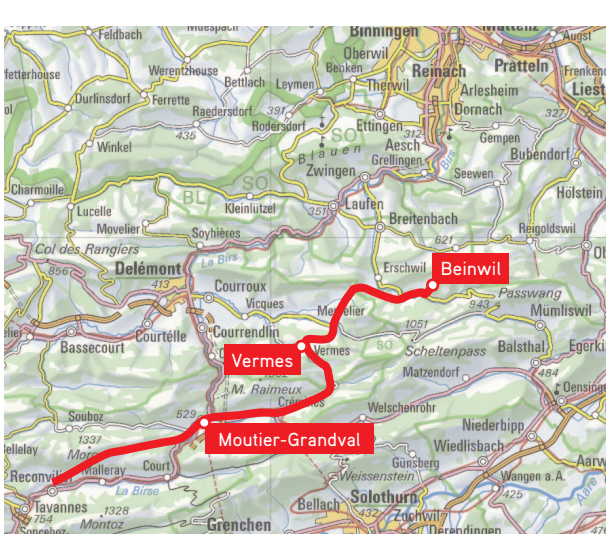 Binningen
Muttenz
Feldbach
Oberwil
Augst
Benken
Reinach
Pratteln
Werentzhouse
Bettlach
Leymen
Therwil
Frenken
Durlinsdorf
Ferrette
Arlesheim
Liest
Raedersdorf
391
Dornach
Rodersdorf
Ettingen
312
327
435
SO
Aesch
Gempen
Winkel
Blauen
Grellingen
Birs
Bubendorf
Zwingen
Seewen
Charmoille
SO
BL
Hölstein
Lucelle
Kleinlützel
351
Laufen
Breitenbach
Movelier
Reigoldswil
Soyhières
621
Col des Rangiers
La Birs
856
Delémont
Erschwil
Beinwil
413
Courroux
Passwang
Vicques
943
Mümliswil
Courtételle
Courrendlin
1051
Bassecourt
Vermes
Vermes
SO
Scheltenpass
Balsthal
Egerki
M. Raimeux
Matzendorf
484
Oensinge
Souboz
529
Welschenrohr
Niederbipp
1337
Moutier-Grandval
Wiedlisbach
Bellelay
Aarw
Günsberg
Reconvilier
Malleray
Court
Weissenstein
Wangen a.A.
La Birse
Solothurn
425
Tavannes
Bellach
432
Aare
754
1328
Zuchwil
Montoz
Grenchen
Derendingen
Sonceboz